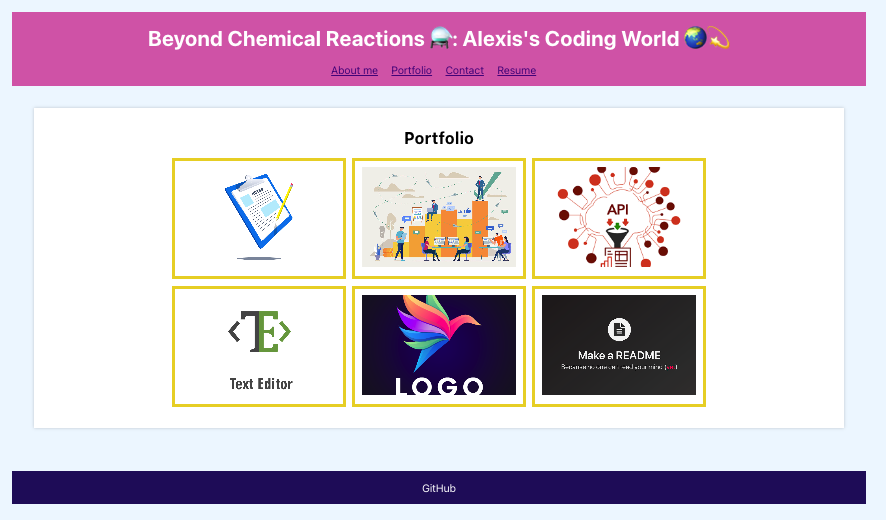 Beyond Chemical Reactions 🔮: Alexis's Coding World 🌏💫
About me Portfolio Contact Resume
Portfolio
API
Text Editor
LOGO
Make a README
GitHub